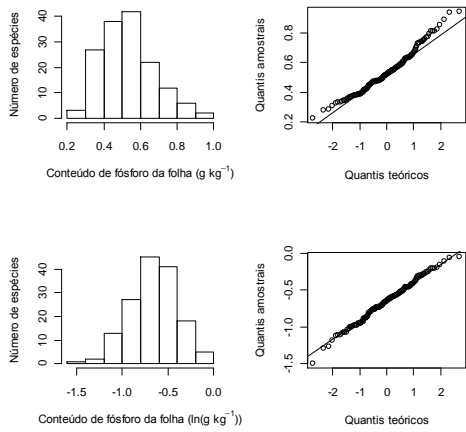 Número de espécies
0 10 20 30 40
0.2 0.4 0.6 0.8 1.0
Conteúdo de fósforo da folha (g kg⁻¹)
Quantis amostrais
0.2 0.4 0.6 0.8
-2 -1 0 1 2
Quantis teóricos
Número de espécies
0 10 20 30 40
-1.5 -1.0 -0.5 0.0
Conteúdo de fósforo da folha (ln(g kg⁻¹))
Quantis amostrais
-1.5 -1.0 -0.5 0.0
-2 -1 0 1 2
Quantis teóricos